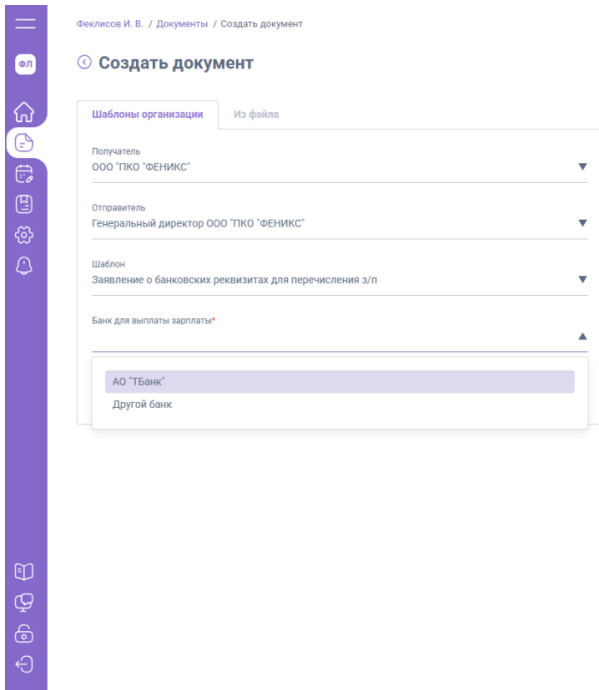 Феклисов И. В. / Документы / Создать документ
ФЛ
Создать документ
Шаблоны организации Из файла
Получатель
ООО "ПКО "ФЕНИКС"
Отправитель
Генеральный директор ООО "ПКО "ФЕНИКС"
Шаблон
Заявление о банковских реквизитах для перечисления з/п
Банк для выплаты зарплаты*
АО "ТБанк"
Другой банк